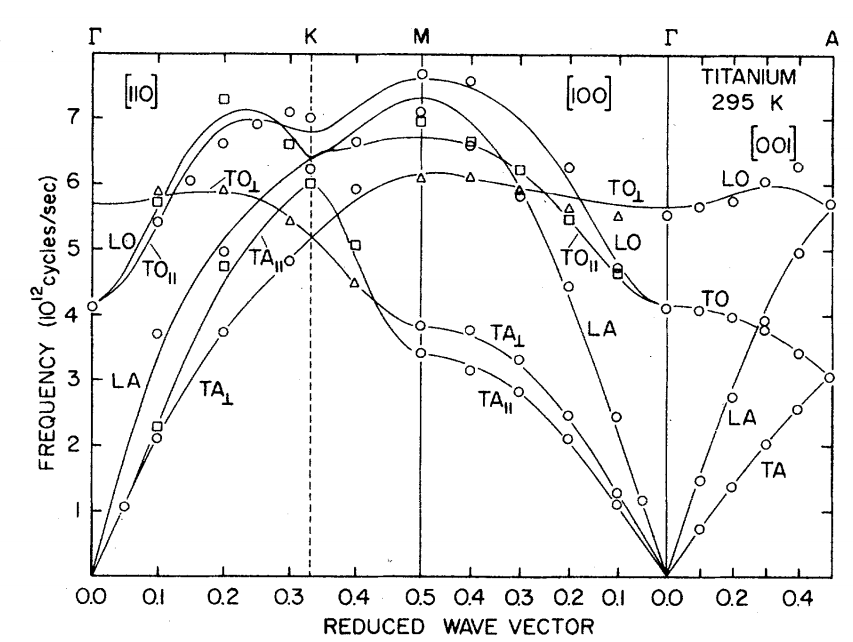 Γ K M Γ A
[110] [100] TITANIUM
295 K
[001]
7
6
5
4
3
2
1
FREQUENCY (10¹² cycles/sec)
TO⊥ TO⊥ LO
LO TO∥ TA∥ TO∥ LO TO
LA TA⊥ TA⊥ LA LA
TA∥ TA
0.0 0.1 0.2 0.3 0.4 0.5 0.4 0.3 0.2 0.1 0.0 0.2 0.4
REDUCED WAVE VECTOR